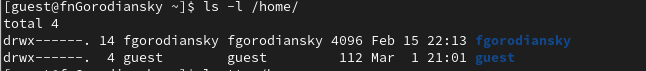 [guest@fnGorodiansky ~]$ ls -l /home/
total 4
drwx------. 14 fgorodiansky fgorodiansky 4096 Feb 15 22:13 fgorodiansky
drwx------.  4 guest        guest         112 Mar  1 21:01 guest